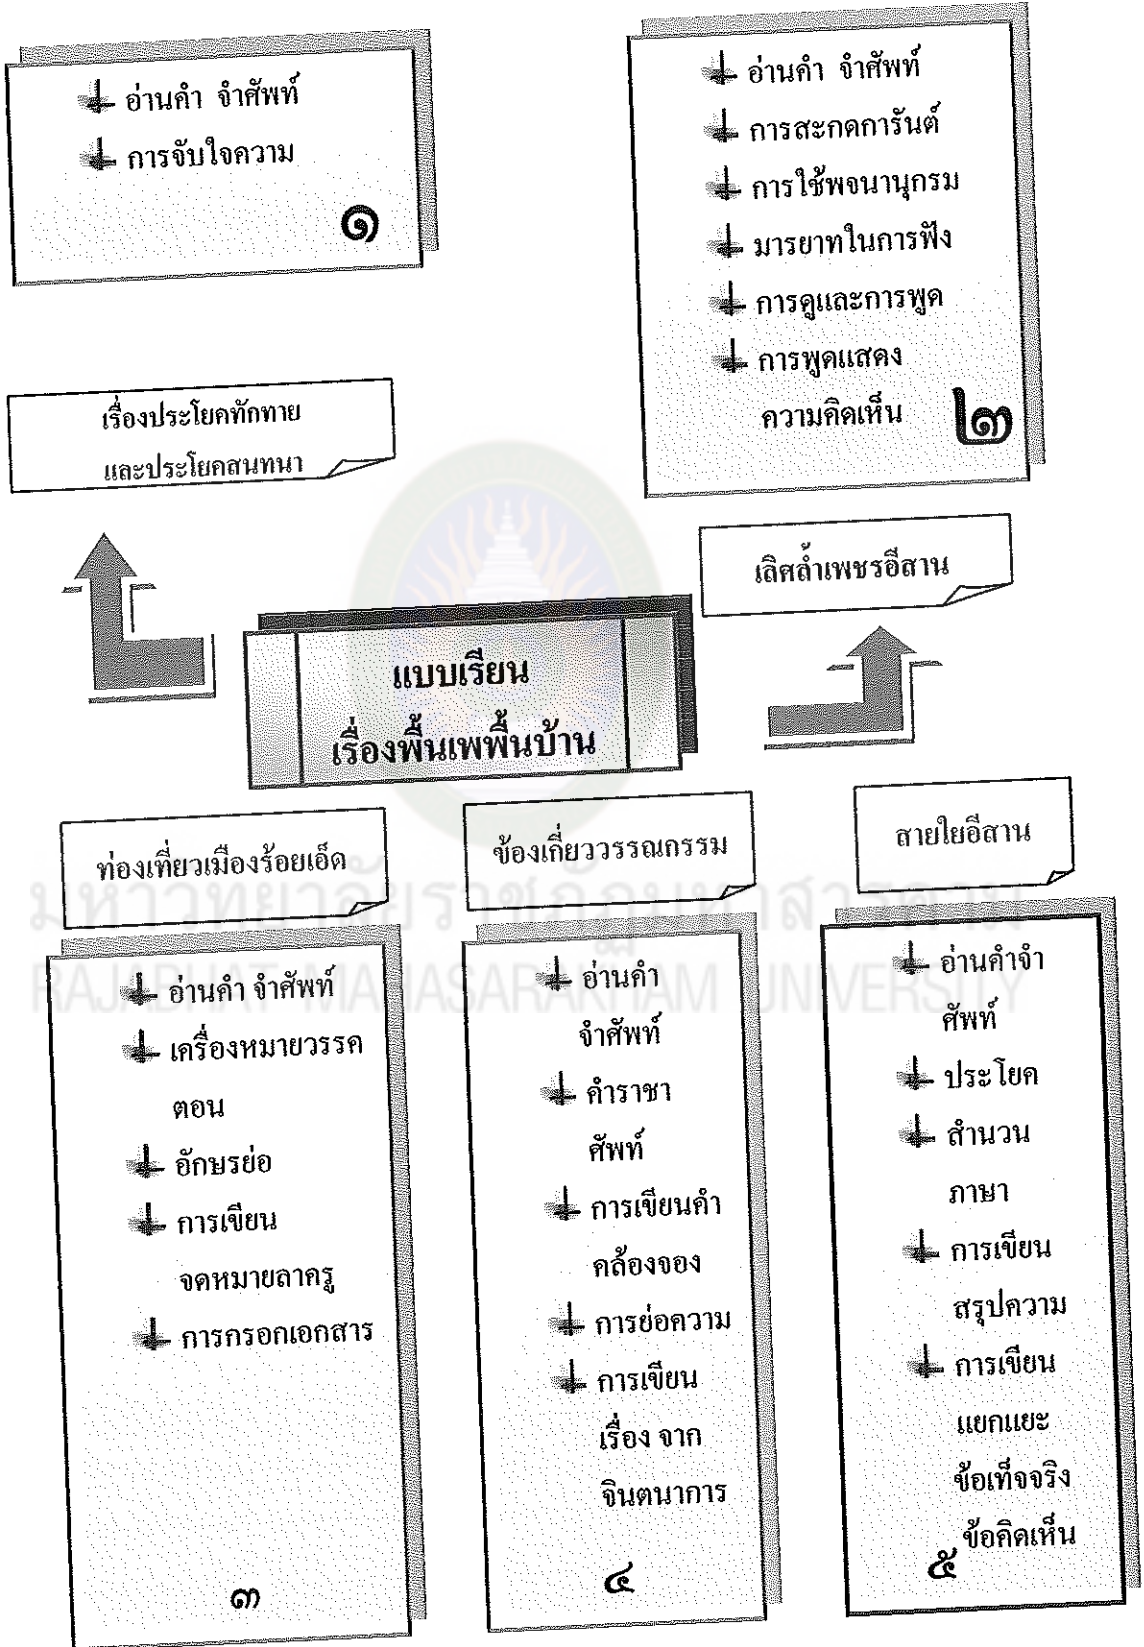 อ่านคำ จำศัพท์
การจับใจความ
๑
เรื่องประโยคทักทาย
และประโยคสนทนา
อ่านคำ จำศัพท์
การสะกดการันต์
การใช้พจนานุกรม
มารยาทในการฟัง
การดูและการพูด
การพูดแสดง
ความคิดเห็น
๒
เลิศล้ำเพชรอีสาน
แบบเรียน
เรื่องพื้นเพพื้นบ้าน
ท่องเที่ยวเมืองร้อยเอ็ด
อ่านคำ จำศัพท์
เครื่องหมายวรรค
ตอน
อักษรย่อ
การเขียน
จดหมายลาครู
การกรอกเอกสาร
๓
ข้องเกี่ยววรรณกรรม
อ่านคำ
จำศัพท์
คำราชา
ศัพท์
การเขียนคำ
คล้องจอง
การย่อความ
การเขียน
เรื่อง จาก
จินตนาการ
๔
สายใยอีสาน
อ่านคำจำ
ศัพท์
ประโยค
สำนวน
ภาษา
การเขียน
สรุปความ
การเขียน
แยกแยะ
ข้อเท็จจริง
ข้อคิดเห็น
๕
มหาวิทยาลัยราชภัฏมหาสารคาม
RAJABHAT MAHASARAKHAM UNIVERSITY